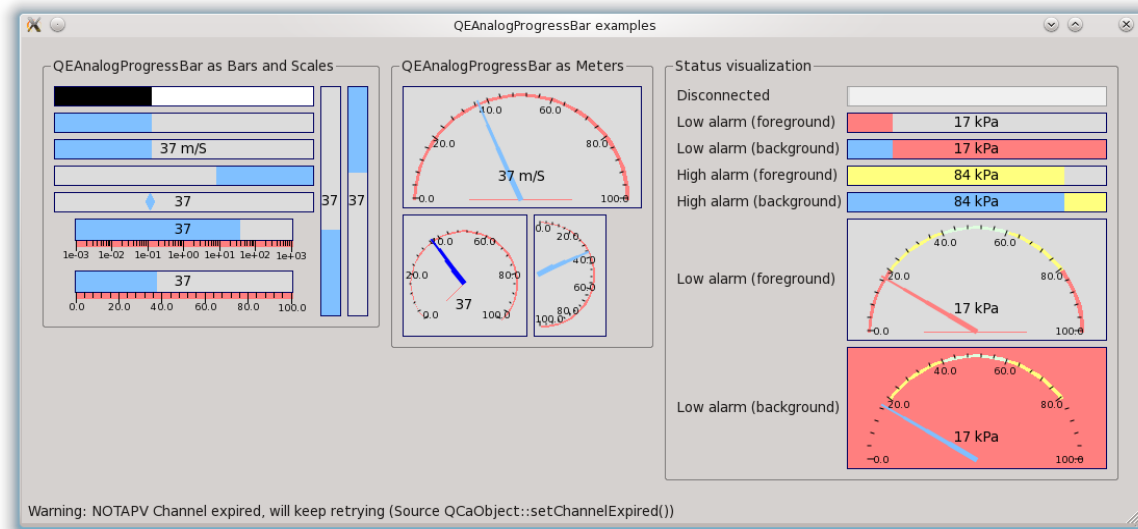 QEAnalogProgressBar examples
QEAnalogProgressBar as Bars and Scales
37 m/S
37
37
1e-03 1e-02 1e-01 1e+00 1e+01 1e+02 1e+03
37
0.0 20.0 40.0 60.0 80.0 100.0
37
37
QEAnalogProgressBar as Meters
0.0 20.0 40.0 60.0 80.0 100.0
37 m/S
0.0 20.0 40.0 60.0 80.0 100.0
37
0.0 20.0 40.0 60.0 80.0 100.0
Status visualization
Disconnected
Low alarm (foreground) 17 kPa
Low alarm (background) 17 kPa
High alarm (foreground) 84 kPa
High alarm (background) 84 kPa
Low alarm (foreground)
0.0 20.0 40.0 60.0 80.0 100.0
17 kPa
Low alarm (background)
0.0 20.0 40.0 60.0 80.0 100.0
17 kPa
Warning: NOTAPV Channel expired, will keep retrying (Source QCaObject::setChannelExpired())